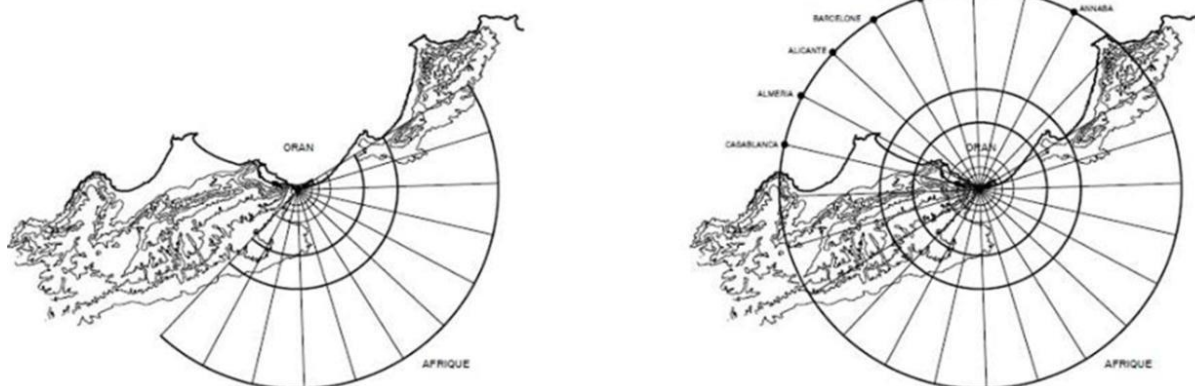 ORAN
AFRIQUE
ANNABA
BARCELONE
ALICANTE
ALMERIA
CASABLANCA
ORAN
AFRIQUE